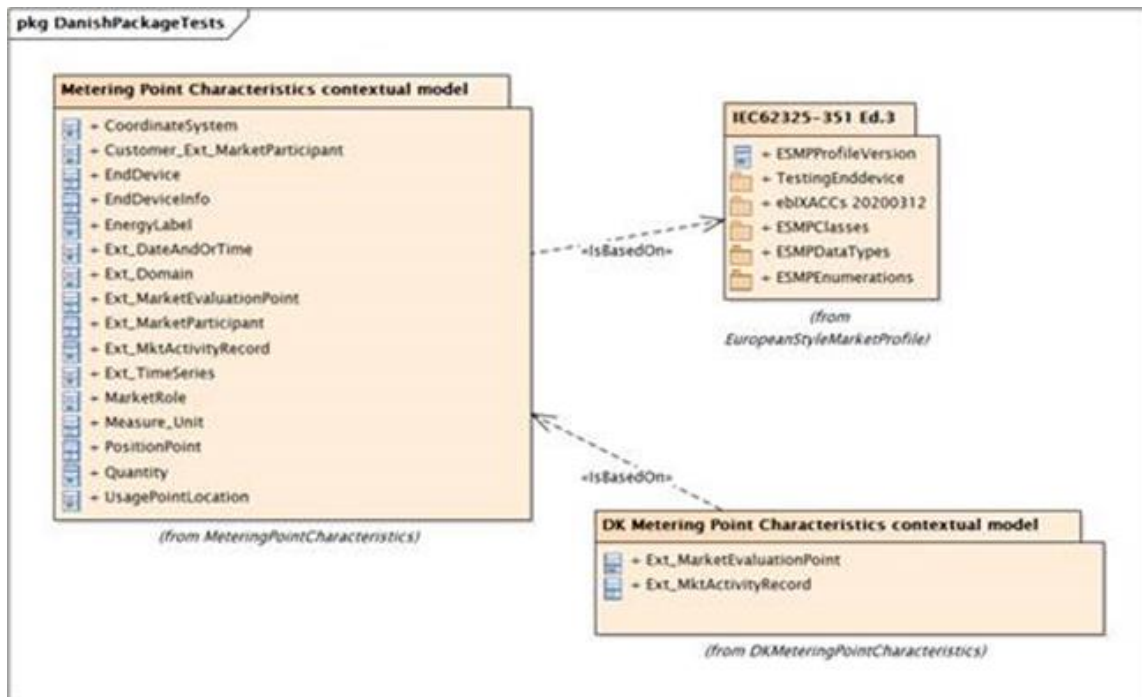 pkg DanishPackageTests
Metering Point Characteristics contextual model
+ CoordinateSystem
+ Customer_Ext_MarketParticipant
+ EndDevice
+ EndDeviceInfo
+ EnergyLabel
+ Ext_DateAndOrTime
+ Ext_Domain
+ Ext_MarketEvaluationPoint
+ Ext_MarketParticipant
+ Ext_MktActivityRecord
+ Ext_TimeSeries
+ MarketRole
+ Measure_Unit
+ PositionPoint
+ Quantity
+ UsagePointLocation
(from MeteringPointCharacteristics)
«IsBasedOn»
IEC62325-351 Ed.3
+ ESMPProfileVersion
+ TestingEnddevice
+ ebIXACCs 20200312
+ ESMPClasses
+ ESMPDataTypes
+ ESMPEnumerations
(from
EuropeanStyleMarketProfile)
«IsBasedOn»
DK Metering Point Characteristics contextual model
+ Ext_MarketEvaluationPoint
+ Ext_MktActivityRecord
(from DKMeteringPointCharacteristics)